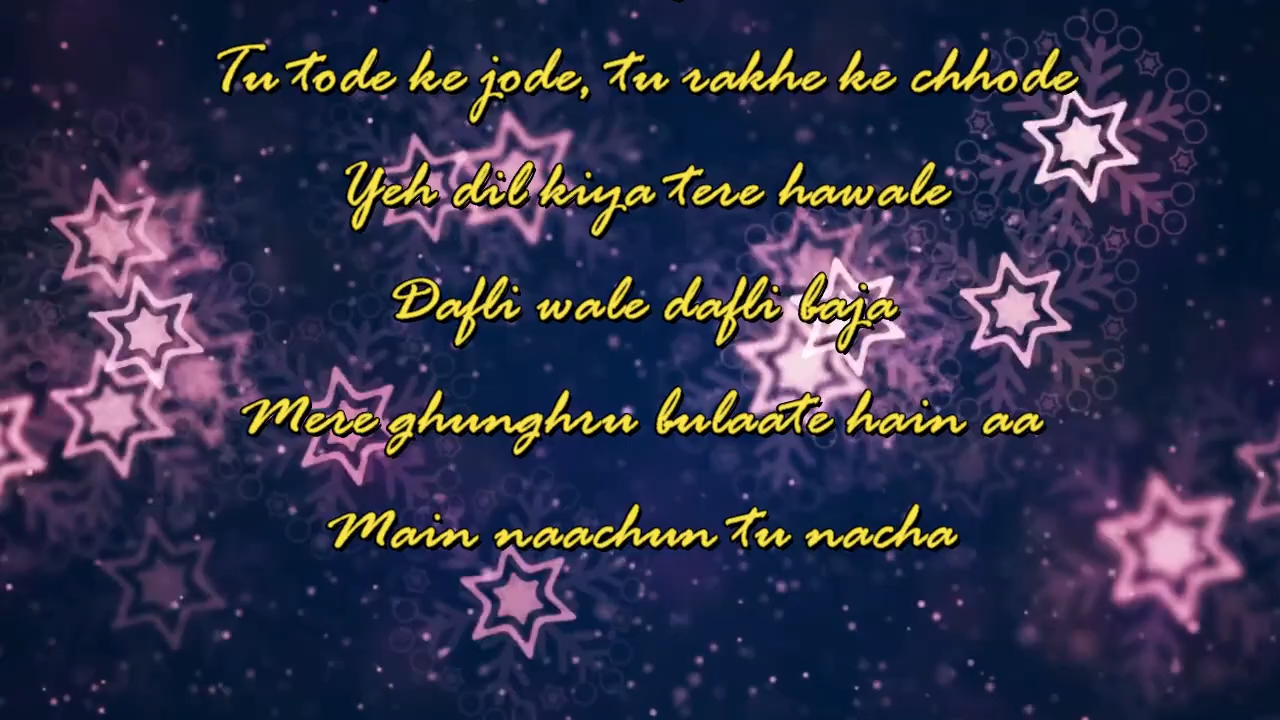 Tu tode ke jode, tu rakhe ke chhode
Yeh dil kiya tere hawale
Dafli wale dafli baja
Mere ghunghru bulaate hain aa
Main naachun tu nacha